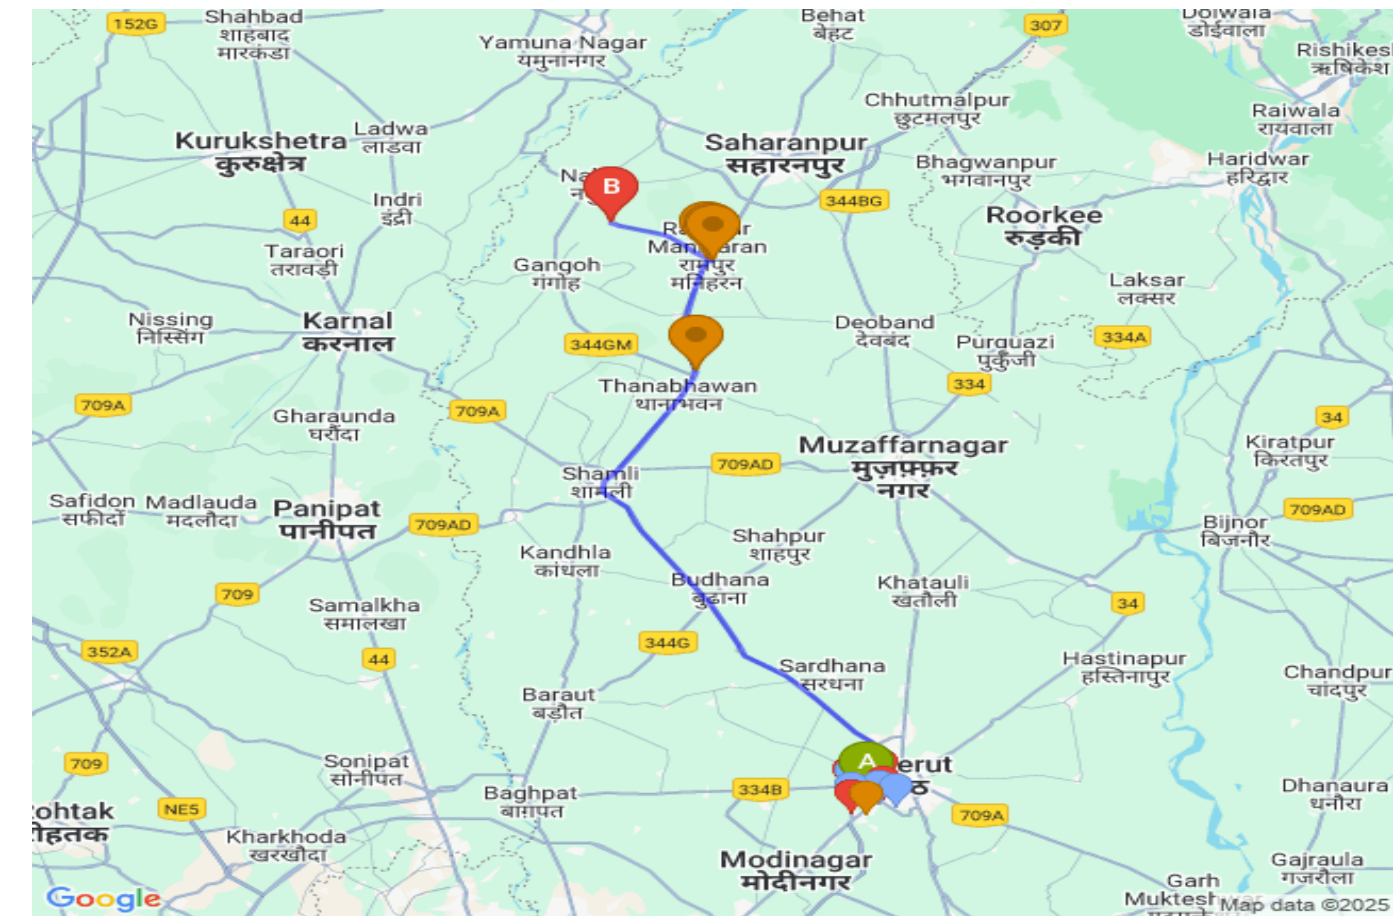 152G
Shahbad
शाहबाद
मारकंडा
Yamuna Nagar
यमुनानगर
Behat
बेहट
307
डोईवाला
ऋषिकेश
Chhutmalpur
छुटमलपुर
Raiwala
रायवाला
Kurukshetra
कुरुक्षेत्र
Ladwa
लाडवा
Saharanpur
सहारनपुर
Bhagwanpur
भगवानपुर
Haridwar
हरिद्वार
B
Indri
इंद्री
44
344BG
Roorkee
रुड़की
Taraori
तरावड़ी
Gangoh
गंगोह
रामपुर
मनिहरन
Laksar
लक्सर
Nissing
निस्सिंग
Karnal
करनाल
344GM
Deoband
देवबंद
Purquazi
पुर्कुँजी
334A
Thanabhawan
थानाभवन
334
709A
Gharaunda
घरौंदा
709A
34
Muzaffarnagar
मुज़फ़्फ़र
नगर
Kiratpur
किरतपुर
Shamli
शामली
709AD
Safidon
सफीदों
Madlauda
मदलौदा
Panipat
पानीपत
709AD
Bijnor
बिजनौर
709AD
Kandhla
कांधला
Shahpur
शाहपुर
Budhana
बुढ़ाना
Khatauli
खतौली
709
Samalkha
समालखा
34
352A
44
344G
Sardhana
सरधना
Hastinapur
हस्तिनापुर
Chandpur
चांदपुर
Baraut
बड़ौत
709
Sonipat
सोनीपत
A
Baghpat
बाग़पत
334B
Dhanaura
धनौरा
NE5
709A
Kharkhoda
खरखौदा
Modinagar
मोदीनगर
Gajraula
गजरौला
Garh
Google
Map data ©2025